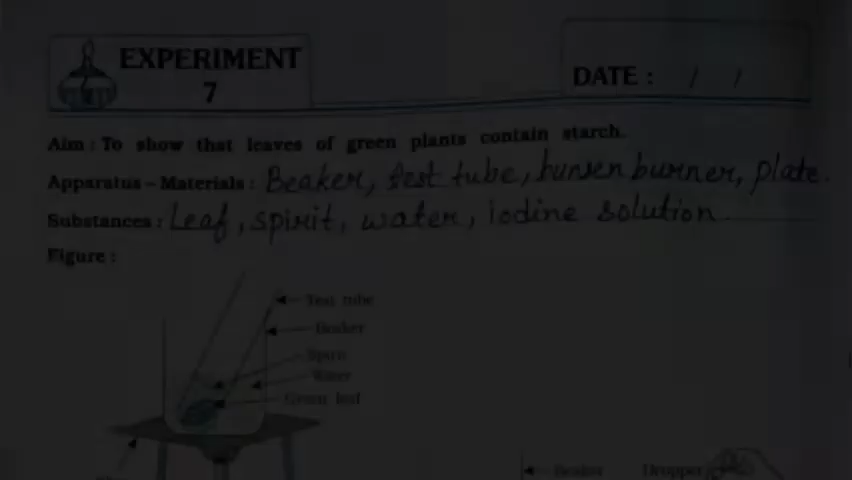 EXPERIMENT
7
DATE : / /
Aim : To show that leaves of green plants contain starch.
Apparatus - Materials : Beaker, test tube, bunsen burner, plate.
Substances : Leaf, spirit, water, iodine solution
Figure :
Test tube
Beaker
Spirit
Water
Green leaf
Beaker Dropper